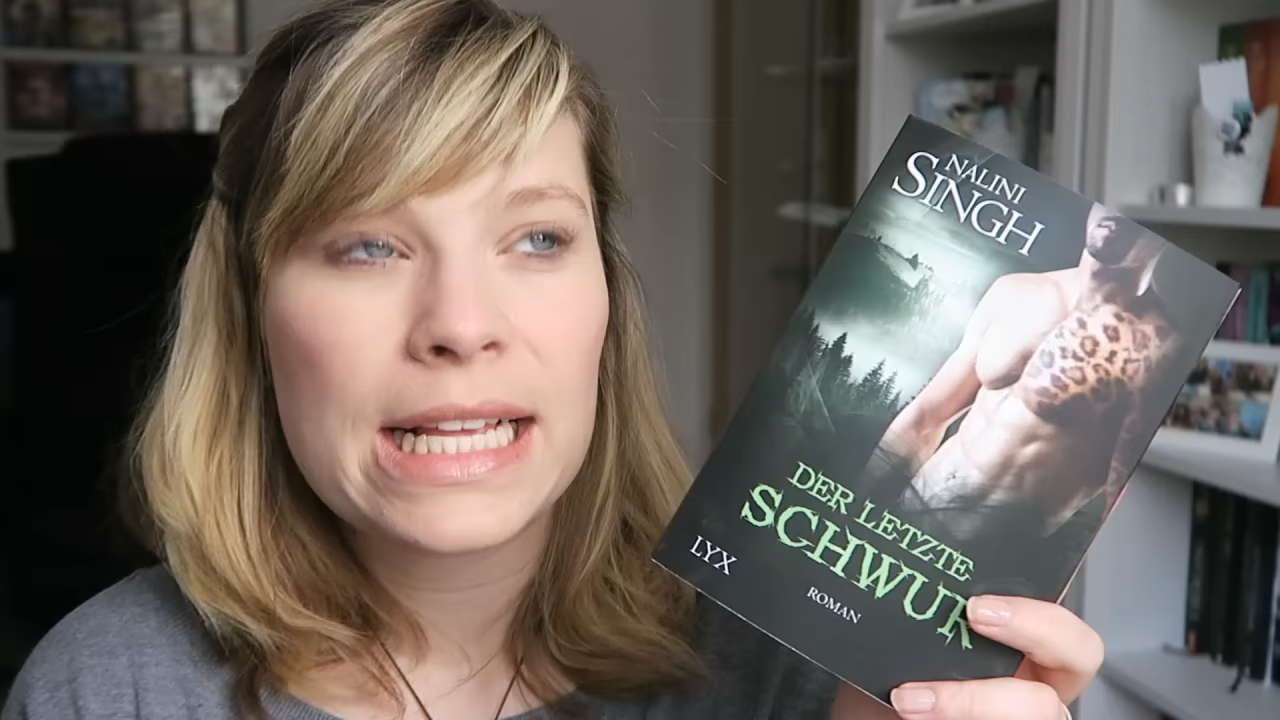 NALINI
SINGH
DER LETZTE
SCHWUR
LYX
ROMAN